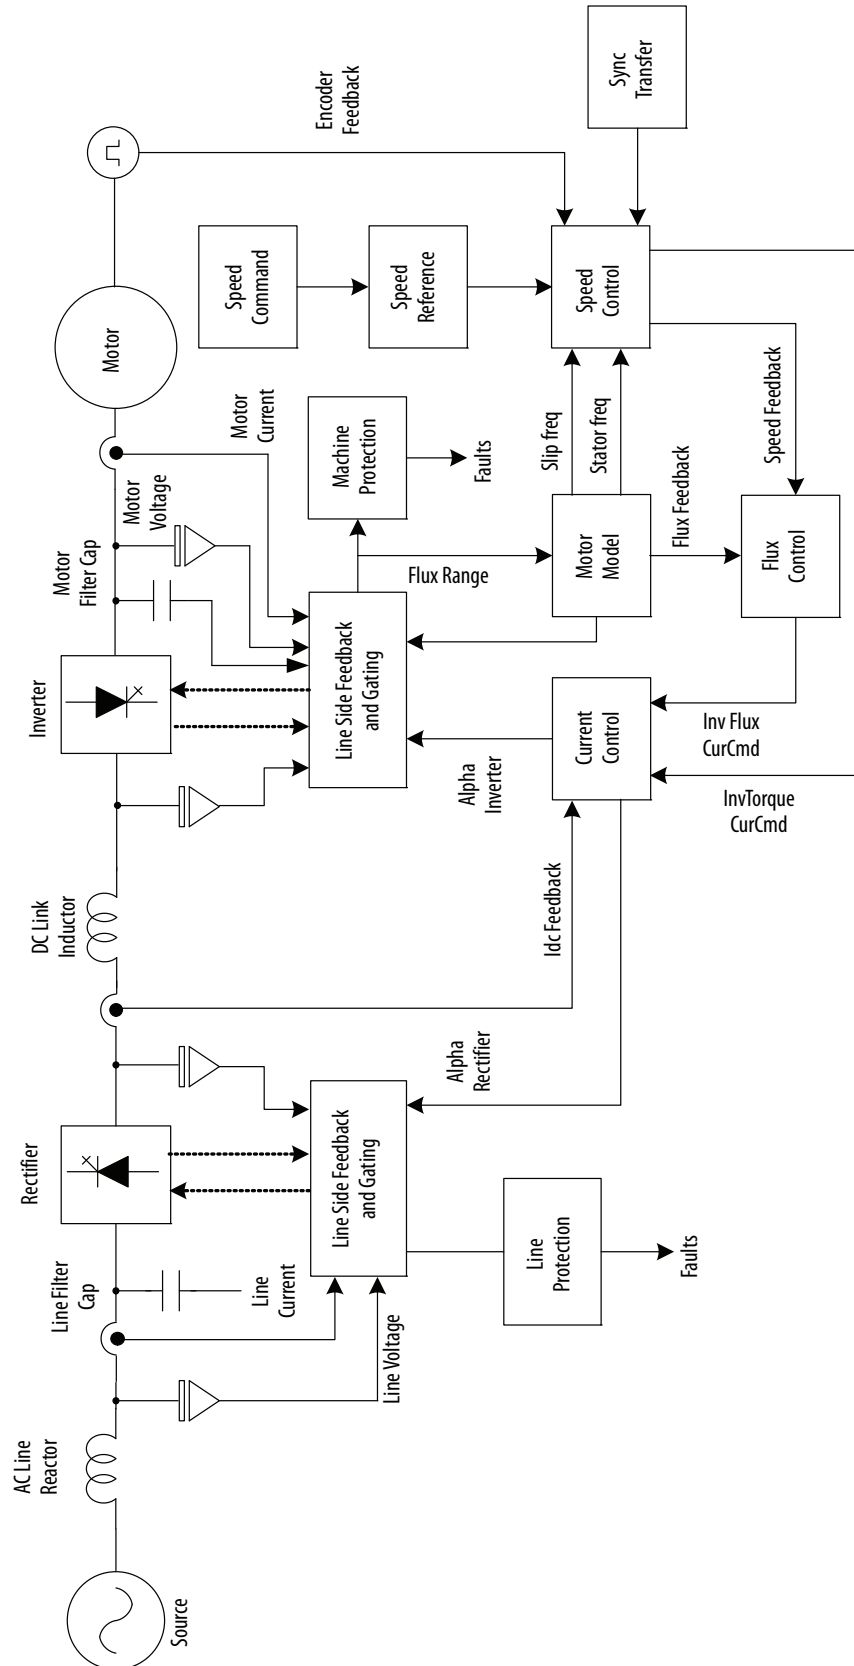 Source
AC Line
Reactor
Line Filter
Cap
Rectifier
DC Link
Inductor
Inverter
Motor
Filter Cap
Motor
Voltage
Motor
Current
Motor
Encoder
Feedback
Line Voltage
Line
Current
Line Side Feedback
and Gating
Line
Protection
Faults
Alpha
Rectifier
Idc Feedback
Line Side Feedback
and Gating
Alpha
Inverter
Flux Range
Machine
Protection
Faults
Speed
Command
Speed
Reference
Speed
Control
Sync
Transfer
Slip freq
Stator freq
Motor
Model
Flux Feedback
Speed Feedback
Flux
Control
Current
Control
Inv Flux
CurCmd
InvTorque
CurCmd